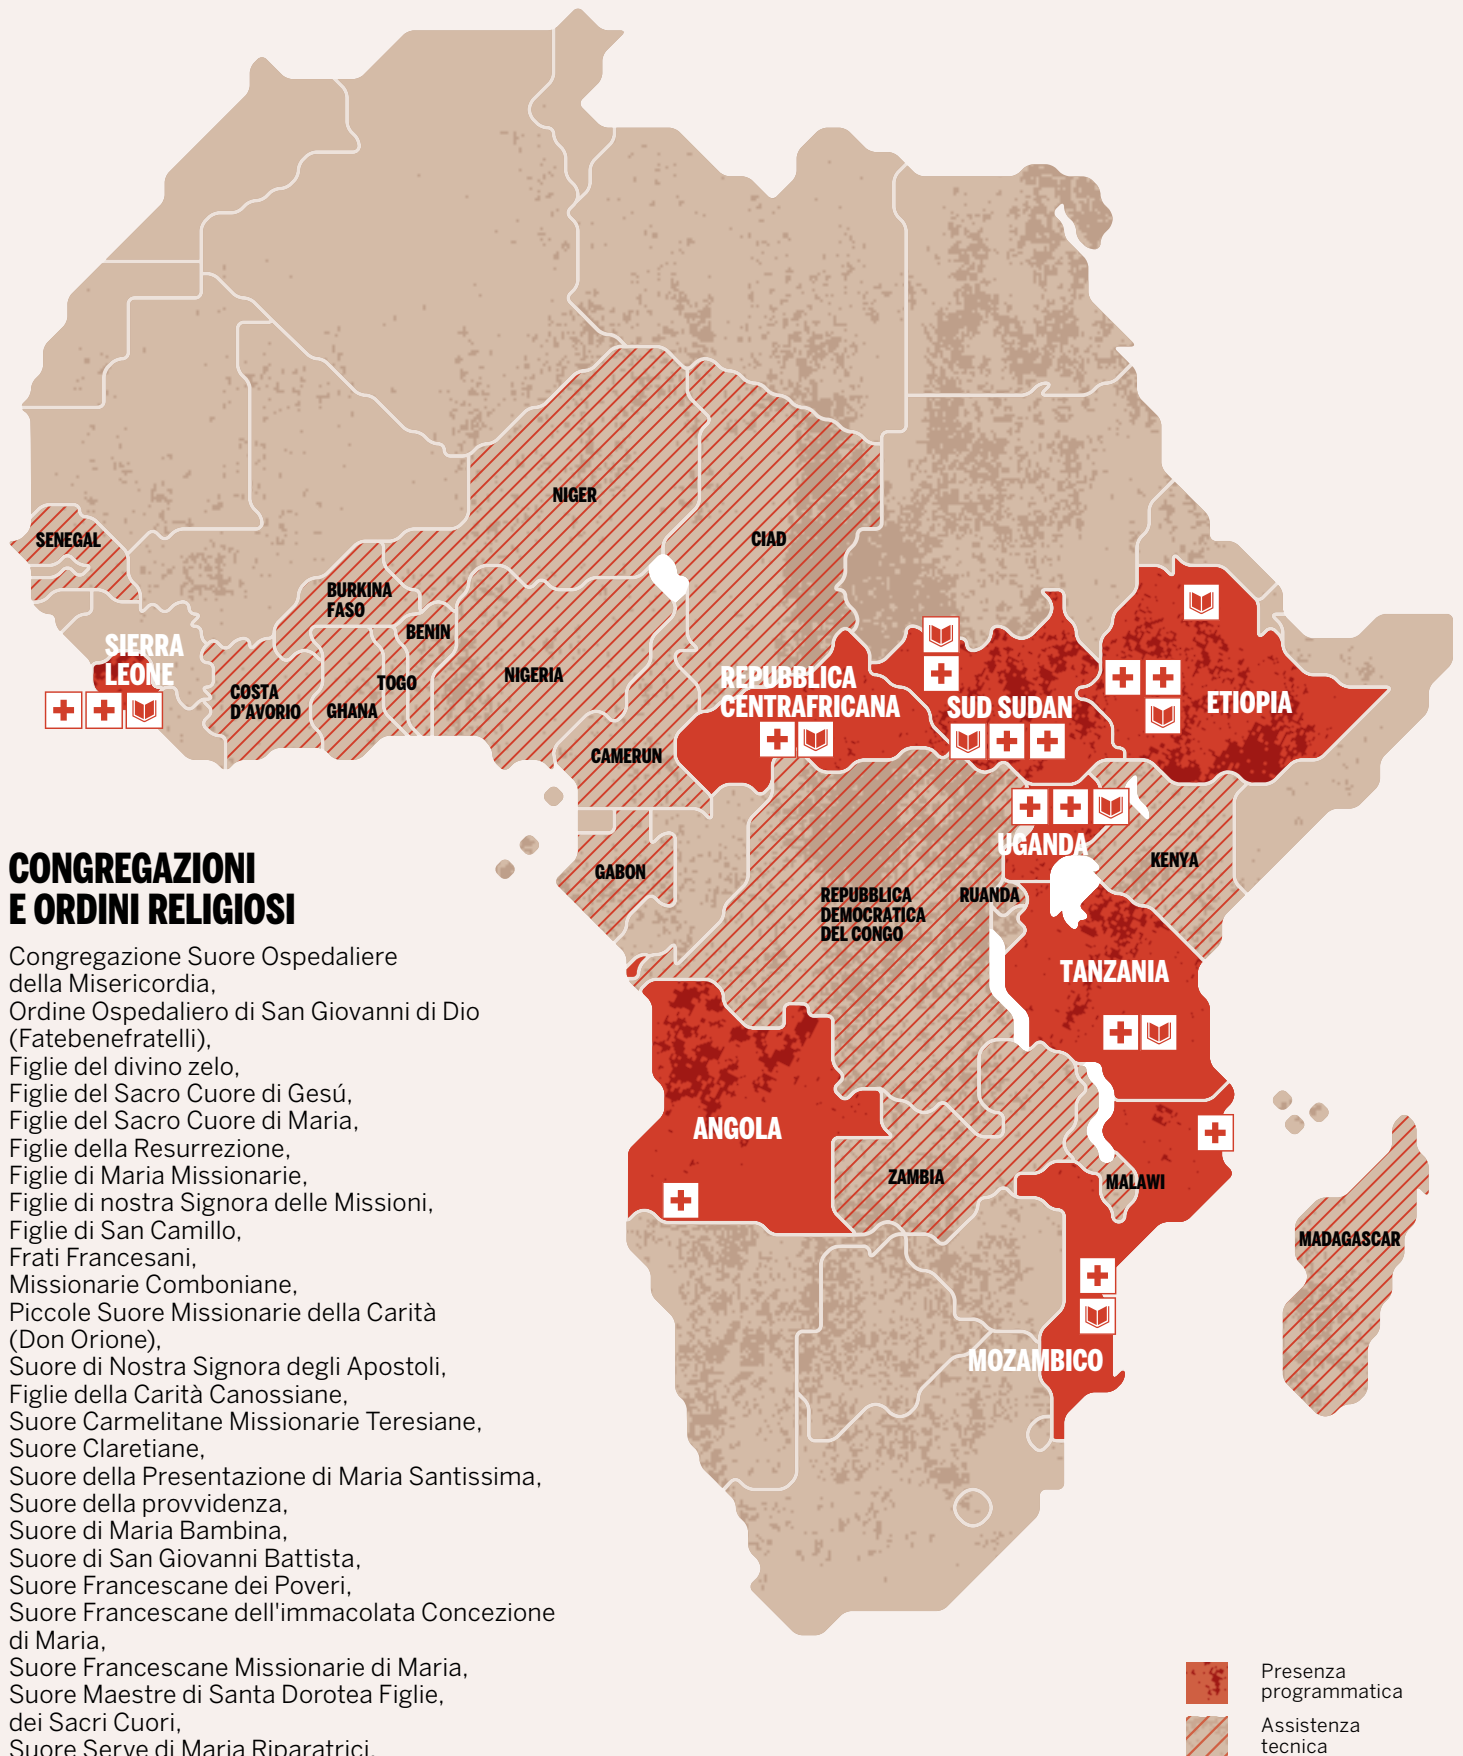 NIGER
SENEGAL
CIAD
BURKINA
FASO
BENIN
SIERRA
LEONE
COSTA
D'AVORIO
GHANA
TOGO
NIGERIA
REPUBBLICA
CENTRAFRICANA
SUD SUDAN
ETIOPIA
CAMERUN
UGANDA
KENYA
GABON
REPUBBLICA
DEMOCRATICA
DEL CONGO
RUANDA
TANZANIA
ANGOLA
ZAMBIA
MALAWI
MADAGASCAR
MOZAMBICO
CONGREGAZIONI
E ORDINI RELIGIOSI
Congregazione Suore Ospedaliere
della Misericordia,
Ordine Ospedaliero di San Giovanni di Dio
(Fatebenefratelli),
Figlie del divino zelo,
Figlie del Sacro Cuore di Gesú,
Figlie del Sacro Cuore di Maria,
Figlie della Resurrezione,
Figlie di Maria Missionarie,
Figlie di nostra Signora delle Missioni,
Figlie di San Camillo,
Frati Francesani,
Missionarie Comboniane,
Piccole Suore Missionarie della Carità
(Don Orione),
Suore di Nostra Signora degli Apostoli,
Figlie della Carità Canossiane,
Suore Carmelitane Missionarie Teresiane,
Suore Claretiane,
Suore della Presentazione di Maria Santissima,
Suore della provvidenza,
Suore di Maria Bambina,
Suore di San Giovanni Battista,
Suore Francescane dei Poveri,
Suore Francescane dell'immacolata Concezione
di Maria,
Suore Francescane Missionarie di Maria,
Suore Maestre di Santa Dorotea Figlie,
dei Sacri Cuori,
Suore Serve di Maria Riparatrici,
Presenza
programmatica
Assistenza
tecnica